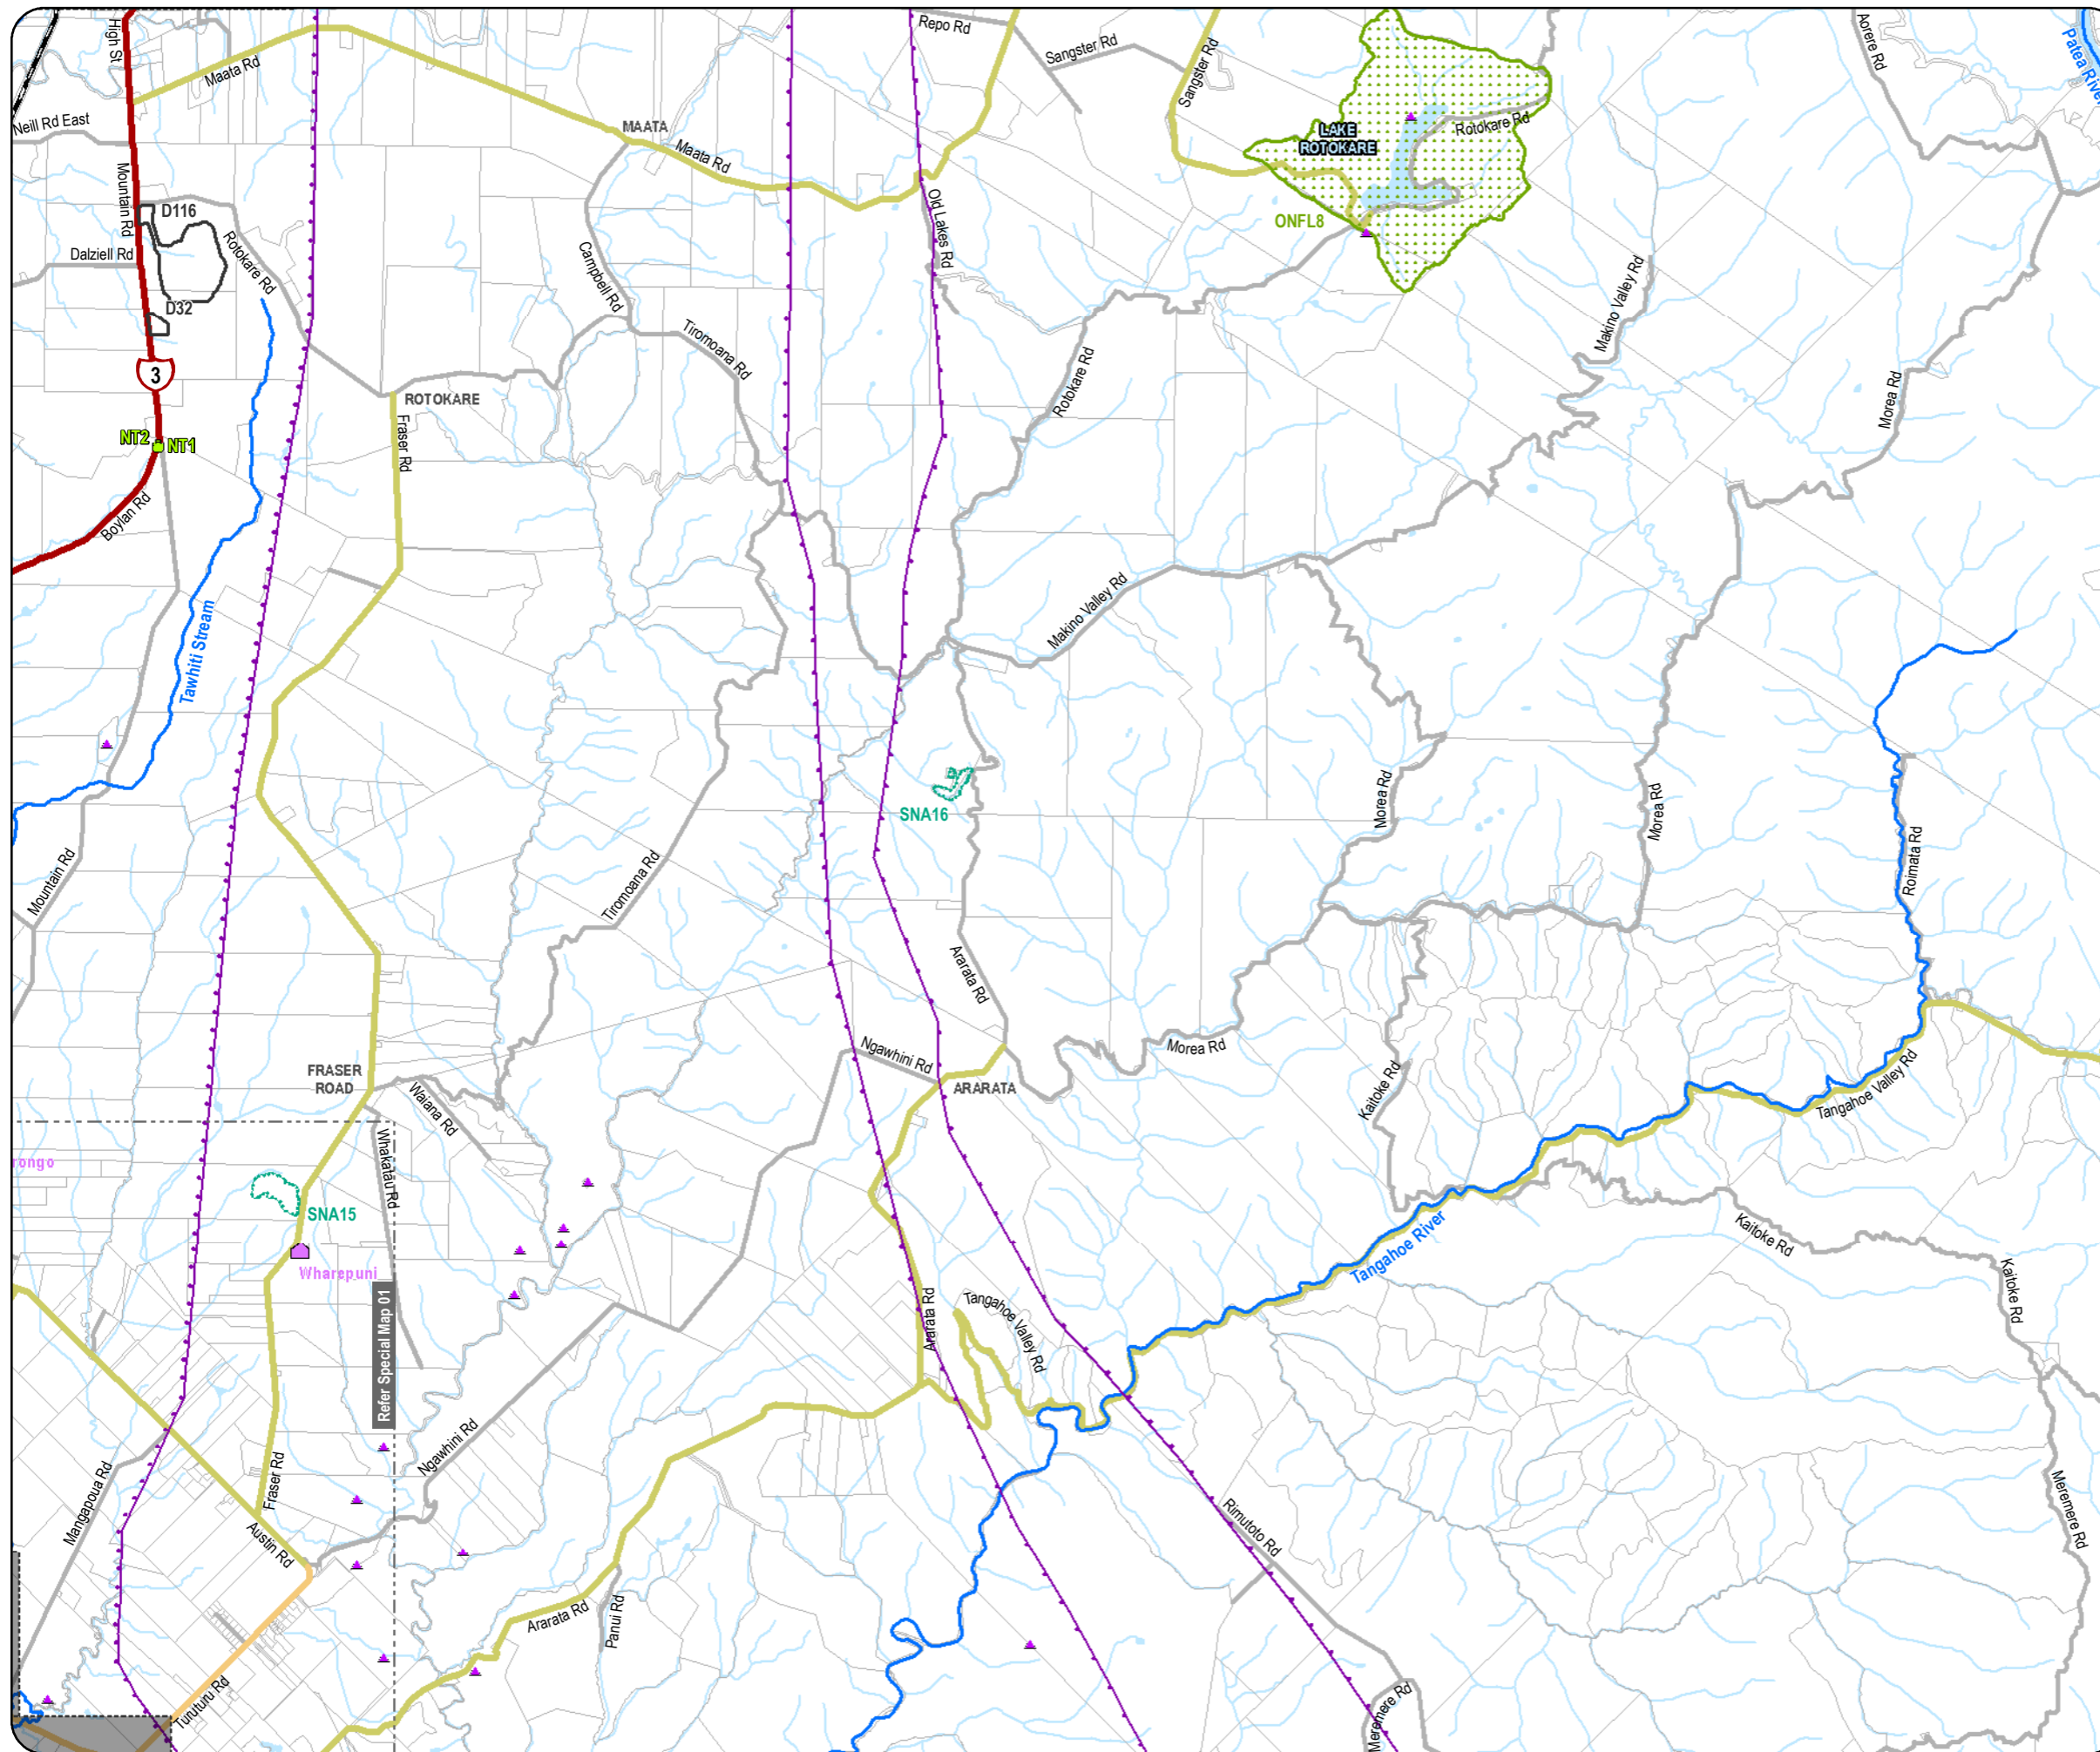 High St
Maata Rd
Repo Rd
Sangster Rd
Sangster Rd
Aorere Rd
Patea River
Neill Rd East
MAATA
Maata Rd
LAKE
ROTOKARE
Rotokare Rd
Mountain Rd
D116
Dalziell Rd
Rotokare Rd
Old Lakes Rd
ONFL8
Campbell Rd
Makino Valley Rd
D32
3
Tiromoana Rd
Rotokare Rd
Morea Rd
ROTOKARE
Fraser Rd
NT2
NT1
Boylan Rd
Makino Valley Rd
Tawhiti Stream
SNA16
Morea Rd
Morea Rd
Roimata Rd
Mountain Rd
Tiromoana Rd
Ararata Rd
Ngawhini Rd
Morea Rd
FRASER
ROAD
Waiana Rd
ARARATA
Kaitoke Rd
Tangahoe Valley Rd
rongo
Whakatau Rd
SNA15
Wharepuni
Tangahoe River
Kaitoke Rd
Kaitoke Rd
Refer Special Map 01
Ararata Rd
Tangahoe Valley Rd
Ngawhini Rd
Fraser Rd
Mangapoua Rd
Austin Rd
Rimutoto Rd
Meremere Rd
Ararata Rd
Panui Rd
Turuturu Rd
Meremere Rd